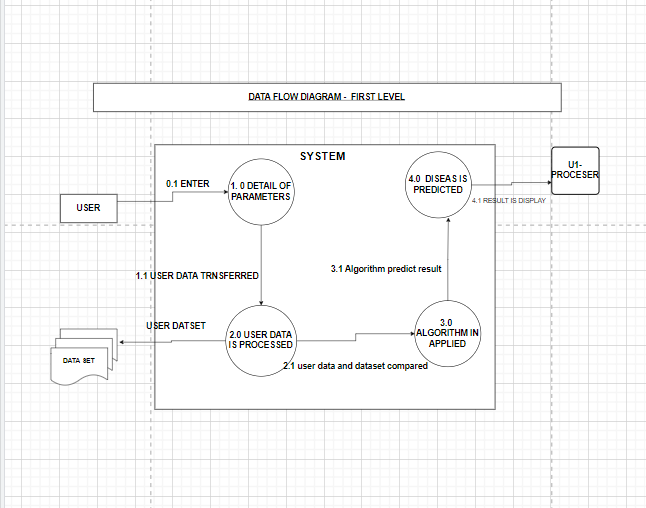 DATA FLOW DIAGRAM - FIRST LEVEL
SYSTEM
U1-
PROCESER
0.1 ENTER
1. 0 DETAIL OF
PARAMETERS
4.0 DISEAS IS
PREDICTED
4.1 RESULT IS DISPLAY
USER
1.1 USER DATA TRNSFERRED
3.1 Algorithm predict result
USER DATSET
2.0 USER DATA
IS PROCESSED
3.0
ALGORITHM IN
APPLIED
DATA SET
2.1 user data and dataset compared